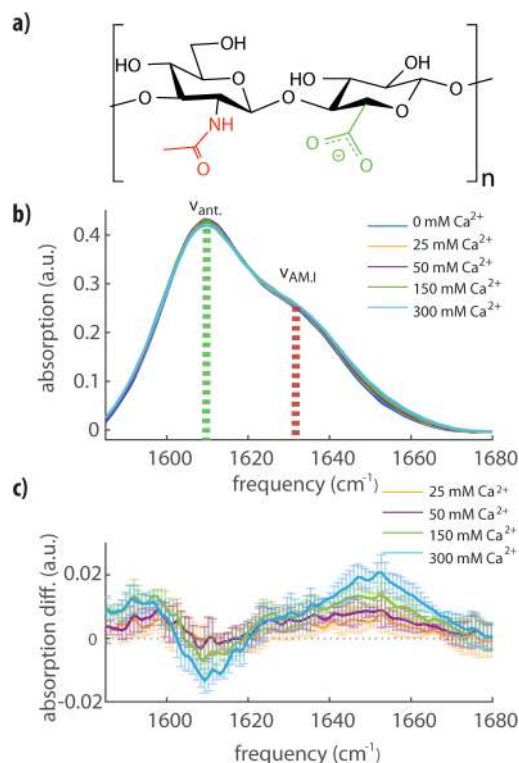 a)
OH
HO
O
O
O
HO
OH
O
O
NH
O
O
⊖
O
n
b)
ν ant.
ν AM.I
0 mM Ca²⁺
25 mM Ca²⁺
50 mM Ca²⁺
150 mM Ca²⁺
300 mM Ca²⁺
absorption (a.u.)
0.4
0.3
0.2
0.1
0
1600 1620 1640 1660 1680
frequency (cm⁻¹)
c)
25 mM Ca²⁺
50 mM Ca²⁺
150 mM Ca²⁺
300 mM Ca²⁺
absorption diff. (a.u.)
0.02
0
-0.02
1600 1620 1640 1660 1680
frequency (cm⁻¹)